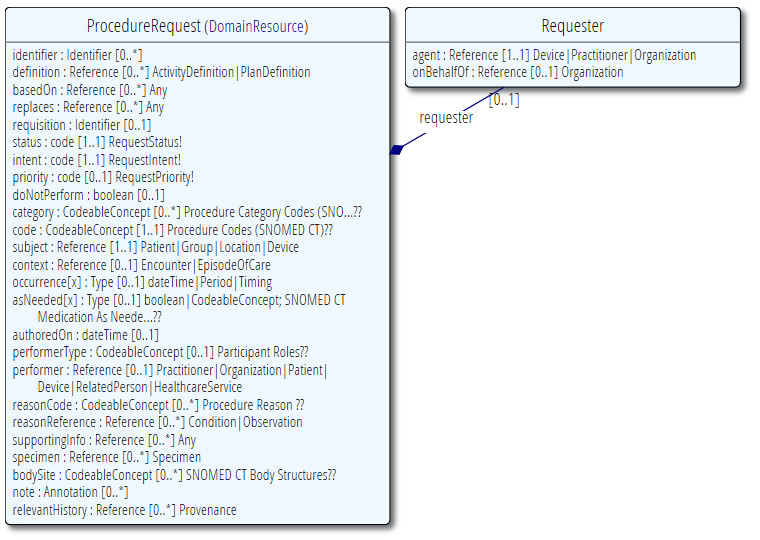 ProcedureRequest (DomainResource)
identifier : Identifier [0..*]
definition : Reference [0..*] ActivityDefinition|PlanDefinition
basedOn : Reference [0..*] Any
replaces : Reference [0..*] Any
requisition : Identifier [0..1]
status : code [1..1] RequestStatus!
intent : code [1..1] RequestIntent!
priority : code [0..1] RequestPriority!
doNotPerform : boolean [0..1]
category : CodeableConcept [0..*] Procedure Category Codes (SNO...??
code : CodeableConcept [1..1] Procedure Codes (SNOMED CT)??
subject : Reference [1..1] Patient|Group|Location|Device
context : Reference [0..1] Encounter|EpisodeOfCare
occurrence[x] : Type [0..1] dateTime|Period|Timing
asNeeded[x] : Type [0..1] boolean|CodeableConcept; SNOMED CT
Medication As Neede...??
authoredOn : dateTime [0..1]
performerType : CodeableConcept [0..1] Participant Roles??
performer : Reference [0..1] Practitioner|Organization|Patient|
Device|RelatedPerson|HealthcareService
reasonCode : CodeableConcept [0..*] Procedure Reason ??
reasonReference : Reference [0..*] Condition|Observation
supportingInfo : Reference [0..*] Any
specimen : Reference [0..*] Specimen
bodySite : CodeableConcept [0..*] SNOMED CT Body Structures??
note : Annotation [0..*]
relevantHistory : Reference [0..*] Provenance
Requester
agent : Reference [1..1] Device|Practitioner|Organization
onBehalfOf : Reference [0..1] Organization
[0..1]
requester